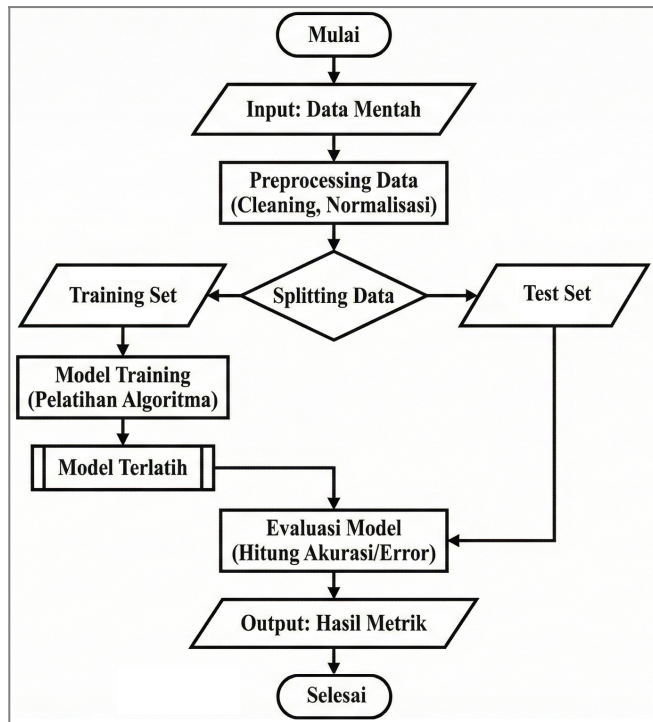 Mulai
Input: Data Mentah
Preprocessing Data
(Cleaning, Normalisasi)
Training Set
Splitting Data
Test Set
Model Training
(Pelatihan Algoritma)
Model Terlatih
Evaluasi Model
(Hitung Akurasi/Error)
Output: Hasil Metrik
Selesai